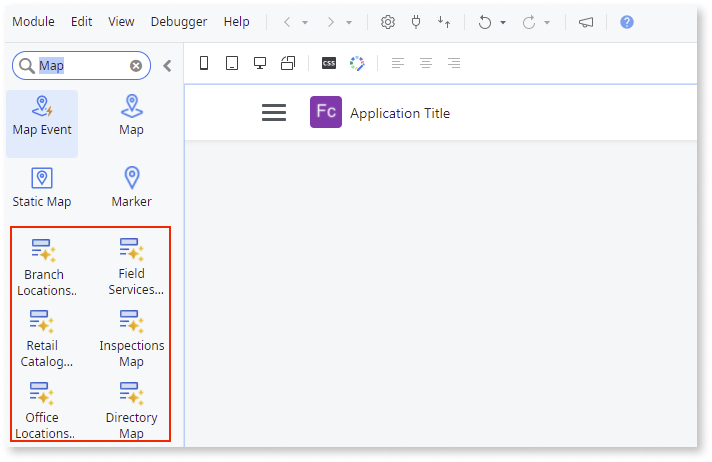 Module Edit View Debugger Help
Map
css
Map Event Map
Fc Application Title
Static Map Marker
Branch
Locations..
Field
Services...
Retail
Catalog...
Inspections
Map
Office
Locations..
Directory
Map